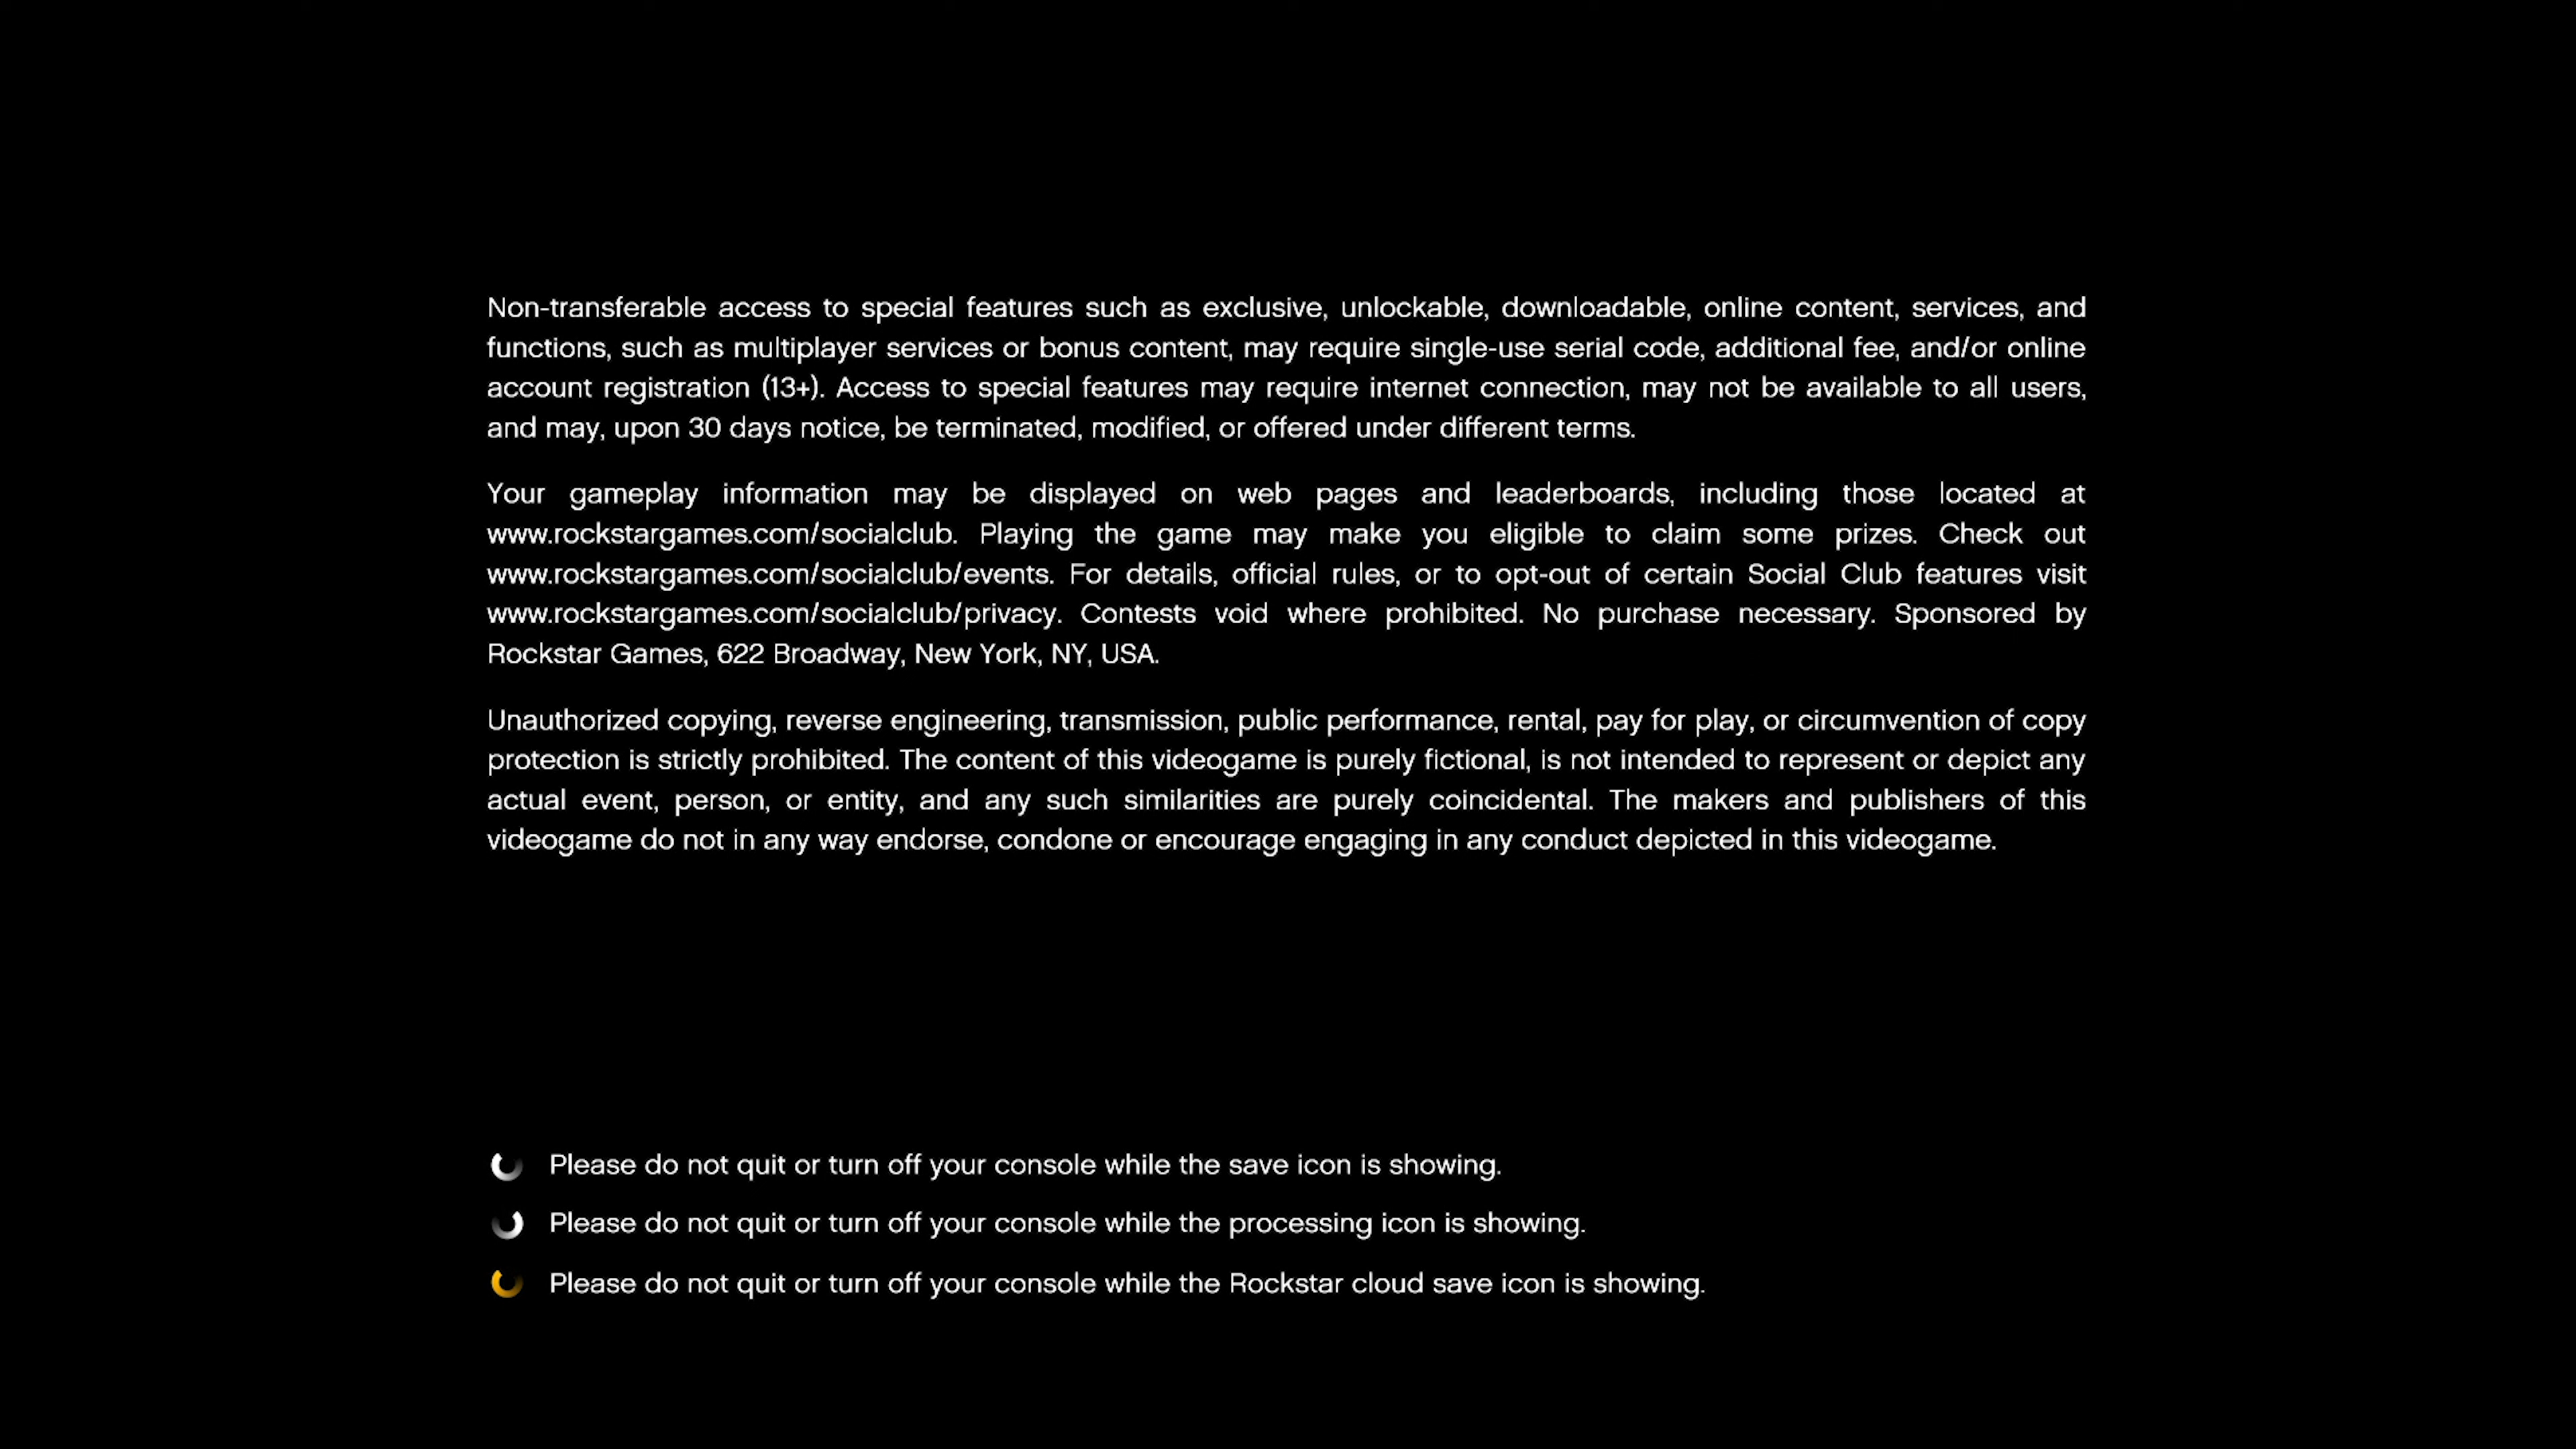 Non-transferable access to special features such as exclusive, unlockable, downloadable, online content, services, and
functions, such as multiplayer services or bonus content, may require single-use serial code, additional fee, and/or online
account registration (13+). Access to special features may require internet connection, may not be available to all users,
and may, upon 30 days notice, be terminated, modified, or offered under different terms.
Your gameplay information may be displayed on web pages and leaderboards, including those located at
www.rockstargames.com/socialclub. Playing the game may make you eligible to claim some prizes. Check out
www.rockstargames.com/socialclub/events. For details, official rules, or to opt-out of certain Social Club features visit
www.rockstargames.com/socialclub/privacy. Contests void where prohibited. No purchase necessary. Sponsored by
Rockstar Games, 622 Broadway, New York, NY, USA.
Unauthorized copying, reverse engineering, transmission, public performance, rental, pay for play, or circumvention of copy
protection is strictly prohibited. The content of this videogame is purely fictional, is not intended to represent or depict any
actual event, person, or entity, and any such similarities are purely coincidental. The makers and publishers of this
videogame do not in any way endorse, condone or encourage engaging in any conduct depicted in this videogame.
Please do not quit or turn off your console while the save icon is showing.
Please do not quit or turn off your console while the processing icon is showing.
Please do not quit or turn off your console while the Rockstar cloud save icon is showing.